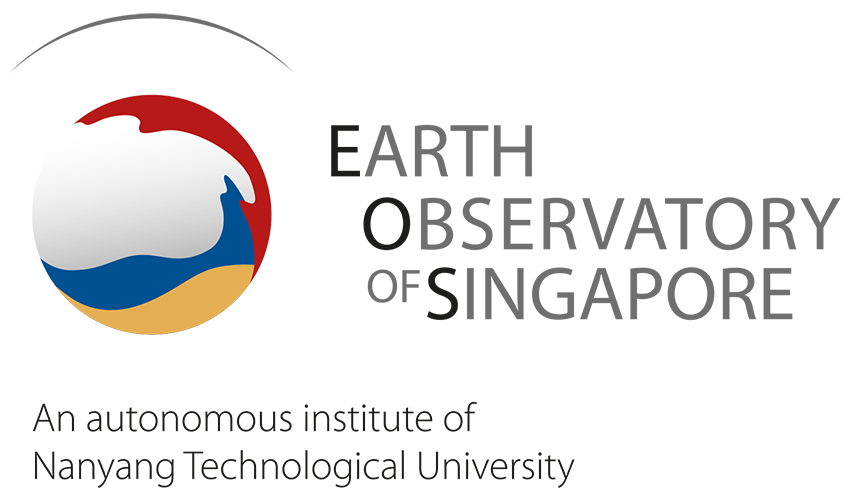 EARTH
OBSERVATORY
OF SINGAPORE
An autonomous institute of
Nanyang Technological University